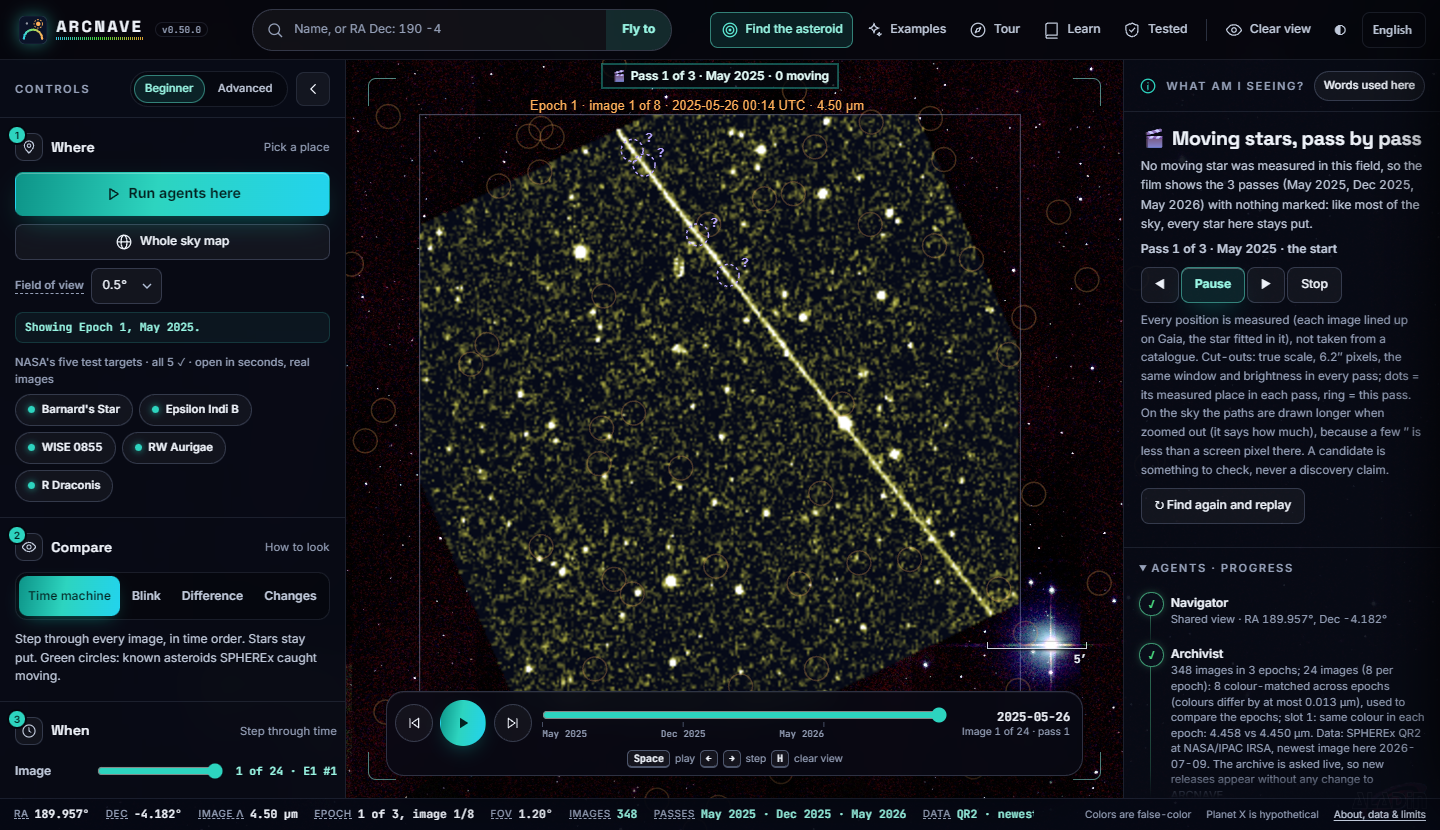 ARCNAVE
v0.50.0
Name, or RA Dec: 190 -4
Fly to
Find the asteroid
Examples
Tour
Learn
Tested
Clear view
English
CONTROLS
Beginner
Advanced
1
Where
Pick a place
Run agents here
Whole sky map
Field of view
0.5°
Showing Epoch 1, May 2025.
NASA's five test targets · all 5 ✓ · open in seconds, real
images
Barnard's Star
Epsilon Indi B
WISE 0855
RW Aurigae
R Draconis
2
Compare
How to look
Time machine
Blink
Difference
Changes
Step through every image, in time order. Stars stay
put. Green circles: known asteroids SPHEREx caught
moving.
3
When
Step through time
Image
1 of 24 · E1 #1
Pass 1 of 3 · May 2025 · 0 moving
Epoch 1 · image 1 of 8 · 2025-05-26 00:14 UTC · 4.50 µm
?
?
?
?
5′
May 2025
Dec 2025
May 2026
2025-05-26
Image 1 of 24 · pass 1
Space play ← → step H clear view
WHAT AM I SEEING?
Words used here
Moving stars, pass by pass
No moving star was measured in this field, so the
film shows the 3 passes (May 2025, Dec 2025,
May 2026) with nothing marked: like most of the
sky, every star here stays put.
Pass 1 of 3 · May 2025 · the start
Pause
Stop
Every position is measured (each image lined up
on Gaia, the star fitted in it), not taken from a
catalogue. Cut-outs: true scale, 6.2″ pixels, the
same window and brightness in every pass; dots =
its measured place in each pass, ring = this pass.
On the sky the paths are drawn longer when
zoomed out (it says how much), because a few ″ is
less than a screen pixel there. A candidate is
something to check, never a discovery claim.
↻ Find again and replay
▼ AGENTS · PROGRESS
Navigator
Shared view · RA 189.957°, Dec -4.182°
Archivist
348 images in 3 epochs; 24 images (8 per
epoch): 8 colour-matched across epochs
(colours differ by at most 0.013 µm), used to
compare the epochs; slot 1: same colour in each
epoch: 4.458 vs 4.450 µm. Data: SPHEREx QR2
at NASA/IPAC IRSA, newest image here 2026-
07-09. The archive is asked live, so new
releases appear without any change to
ARCNAVE.
RA 189.957°
DEC -4.182°
IMAGE Λ 4.50 µm
EPOCH 1 of 3, image 1/8
FOV 1.20°
IMAGES 348
PASSES May 2025 · Dec 2025 · May 2026
DATA QR2 · newes
Colors are false-color
Planet X is hypothetical
About, data & limits